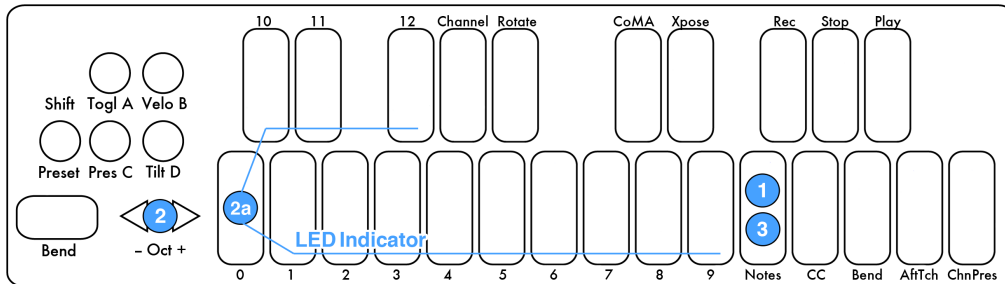 10 11 12 Channel Rotate CoMA Xpose Rec Stop Play
Shift Togl A Velo B
Preset Pres C Tilt D
2a
1
2
3
LED Indicator
Bend – Oct +
0 1 2 3 4 5 6 7 8 9 Notes CC Bend AftTch ChnPres